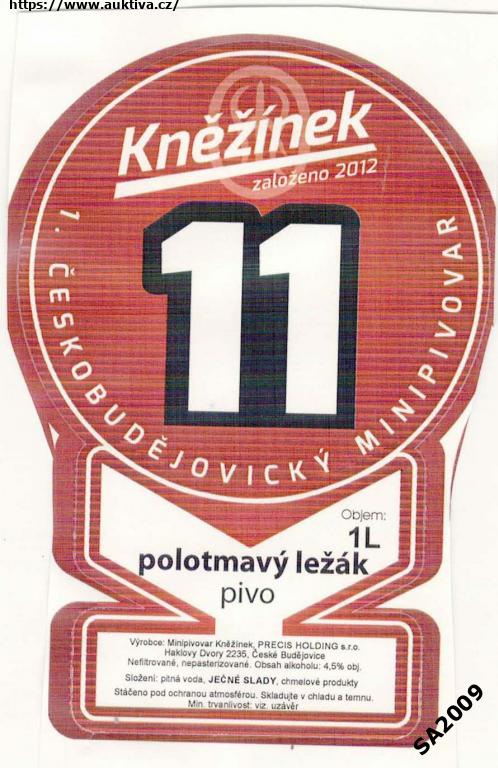 https://www.auktiva.cz/
Kněžínek
založeno 2012
11
1. ČESKOBUDĚJOVICKÝ MINIPIVOVAR
Objem:
1L
polotmavý ležák
pivo
Výrobce: Minipivovar Kněžínek, PRECIS HOLDING s.r.o.
Haklovy Dvory 2235, České Budějovice
Nefiltrované, nepasterizované. Obsah alkoholu: 4,5% obj.
Složení: pitná voda, JEČNÉ SLADY, chmelové produkty
Stáčeno pod ochranou atmosférou. Skladujte v chladu a temnu.
Min. trvanlivost: viz. uzávěr
SA2009